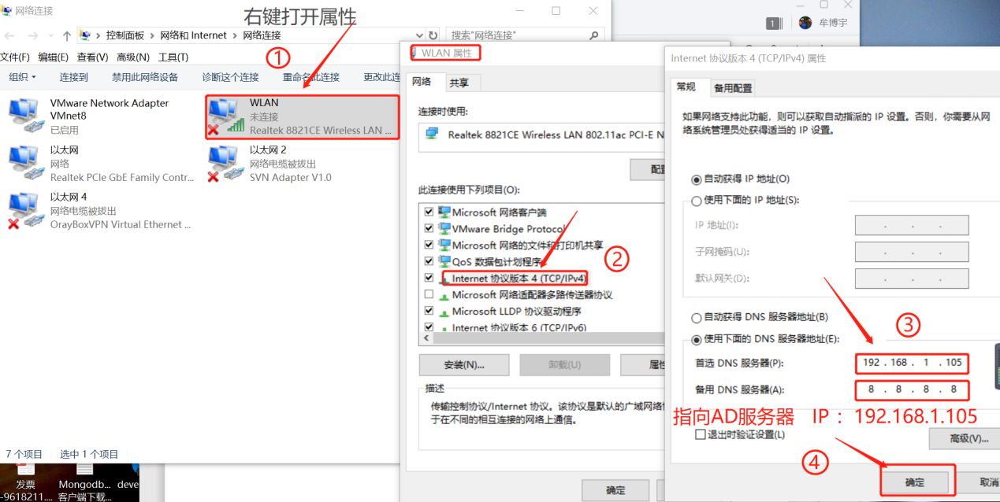 网络连接
右键打开属性
控制面板 > 网络和 Internet > 网络连接
搜索"网络连接"
文件(F) 编辑(E) 查看(V) 高级(N) 工具(T)
①
组织 连接到 禁用此网络设备 诊断这个连接 重命名此连接 更改此连
VMware Network Adapter
VMnet8
已启用
WLAN
未连接
Realtek 8821CE Wireless LAN ...
以太网
网络
Realtek PCIe GbE Family Contr...
以太网 2
网络电缆被拔出
SVN Adapter V1.0
以太网 4
网络电缆被拔出
OrayBoxVPN Virtual Ethernet ...
7 个项目 选中 1 个项目
发票
-9618211....
Mongodb...
客户端下载...
deve
1
牟博宇
WLAN 属性
网络 共享
连接时使用:
Realtek 8821CE Wireless LAN 802.11ac PCI-E N
配置
此连接使用下列项目(O):
Microsoft 网络客户端
VMware Bridge Protocol
Microsoft 网络的文件和打印机共享
QoS 数据包计划程序
②
Internet 协议版本 4 (TCP/IPv4)
Microsoft 网络适配器多路传送器协议
Microsoft LLDP 协议驱动程序
Internet 协议版本 6 (TCP/IPv6)
安装(N)... 卸载(U) 属性
描述
传输控制协议/Internet 协议。该协议是默认的广域网络
于在不同的相互连接的网络上通信。
确定
Internet 协议版本 4 (TCP/IPv4) 属性
常规 备用配置
如果网络支持此功能，则可以获取自动指派的 IP 设置。否则，你需要从网
络系统管理员处获得适当的 IP 设置。
自动获得 IP 地址(O)
使用下面的 IP 地址(S):
IP 地址(I):
子网掩码(U):
默认网关(D):
自动获得 DNS 服务器地址(B)
③
使用下面的 DNS 服务器地址(E):
首选 DNS 服务器(P): 192 . 168 . 1 . 105
备用 DNS 服务器(A): 8 . 8 . 8 . 8
指向AD服务器 IP ： 192.168.1.105
退出时验证设置(L)
高级(V)...
④
确定 取消